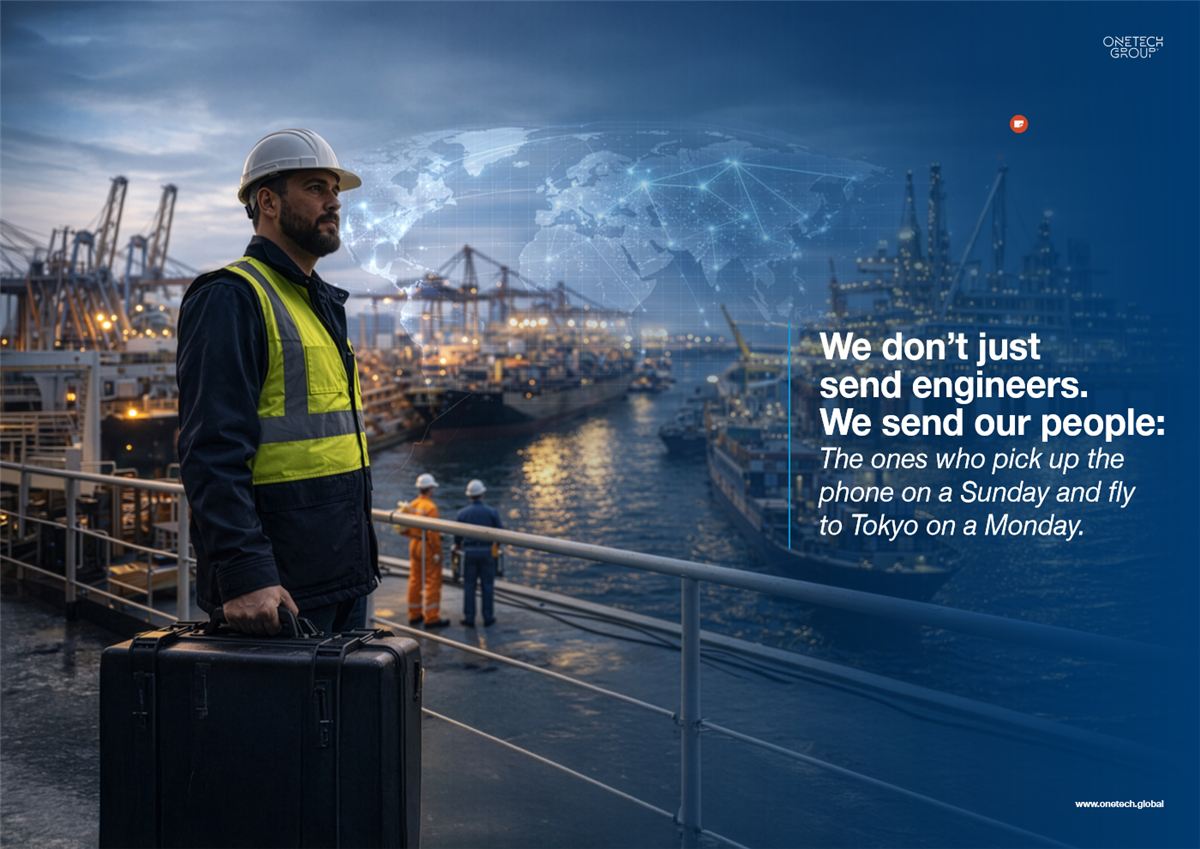 ONETECH
GROUP
We don't just
send engineers.
We send our people:
The ones who pick up the
phone on a Sunday and fly
to Tokyo on a Monday.
www.onetech.global